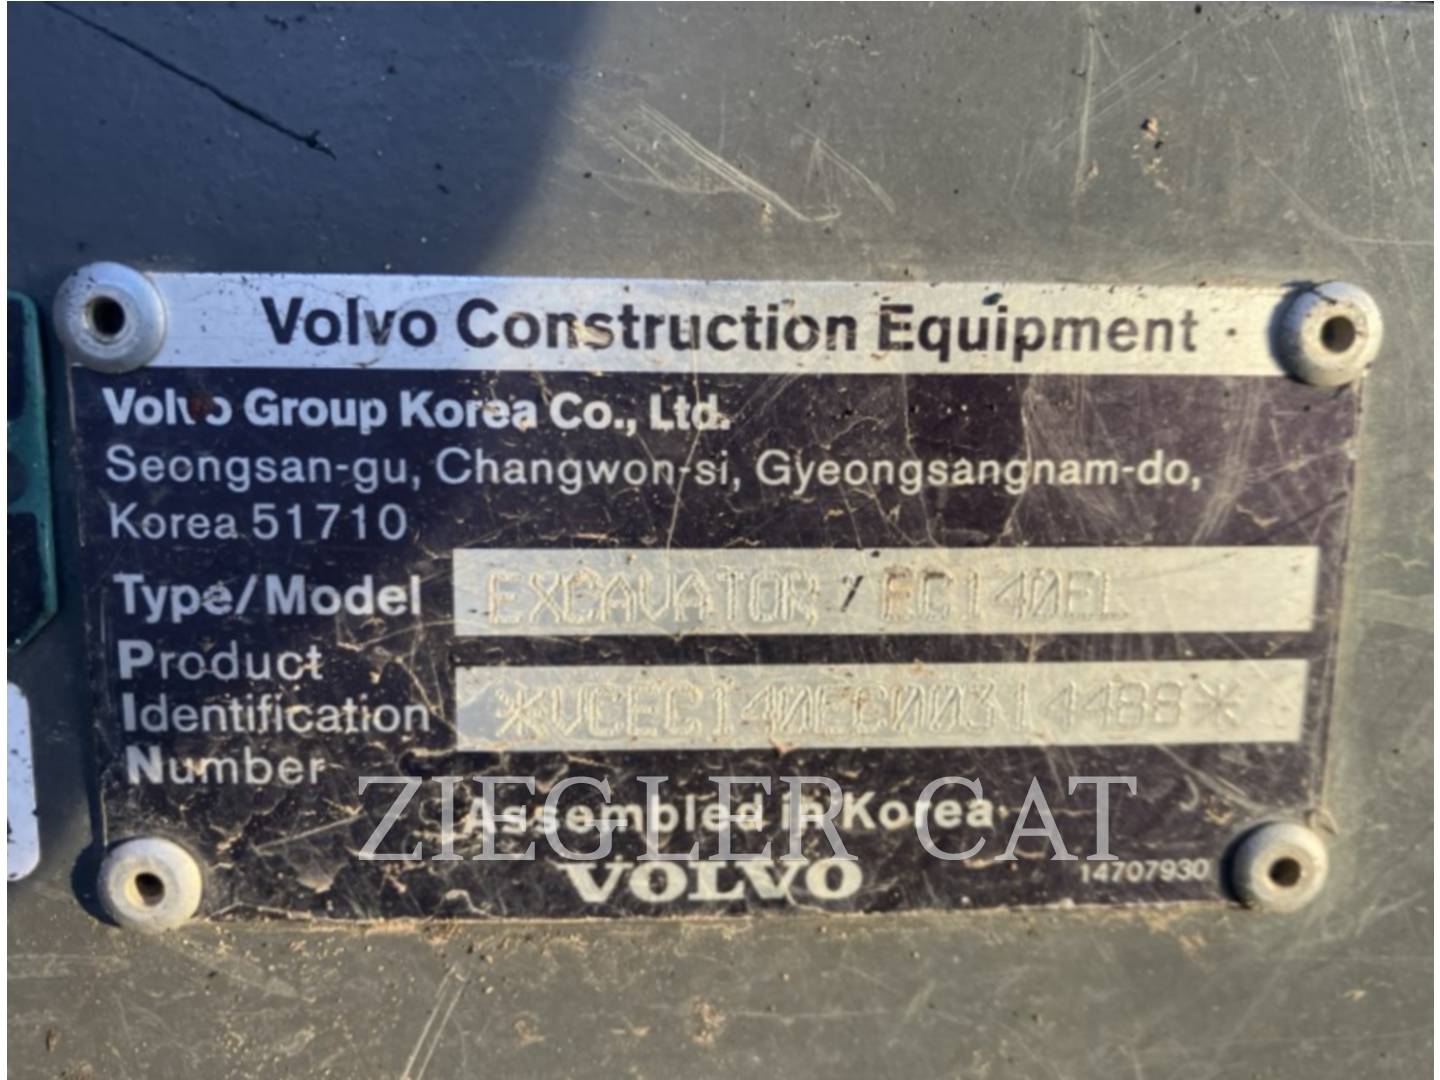 Volvo Construction Equipment
Volvo Group Korea Co., Ltd.
Seongsan-gu, Changwon-si, Gyeongsangnam-do,
Korea 51710
Type/Model EXCAVATOR / EC140EL
Product
Identification *VCEC140EC00314488*
Number
ZIEGLER CAT
Assembled in Korea
VOLVO 14707930